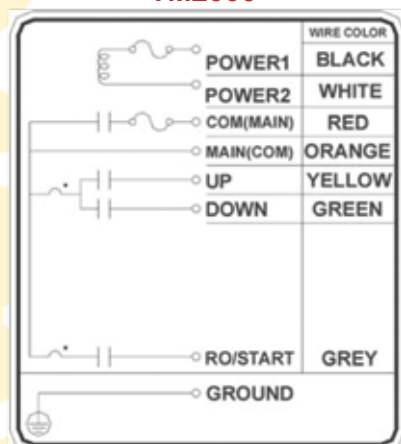 WIRE COLOR
POWER1 BLACK
POWER2 WHITE
COM(MAIN) RED
MAIN(COM) ORANGE
UP YELLOW
DOWN GREEN
RO/START GREY
GROUND